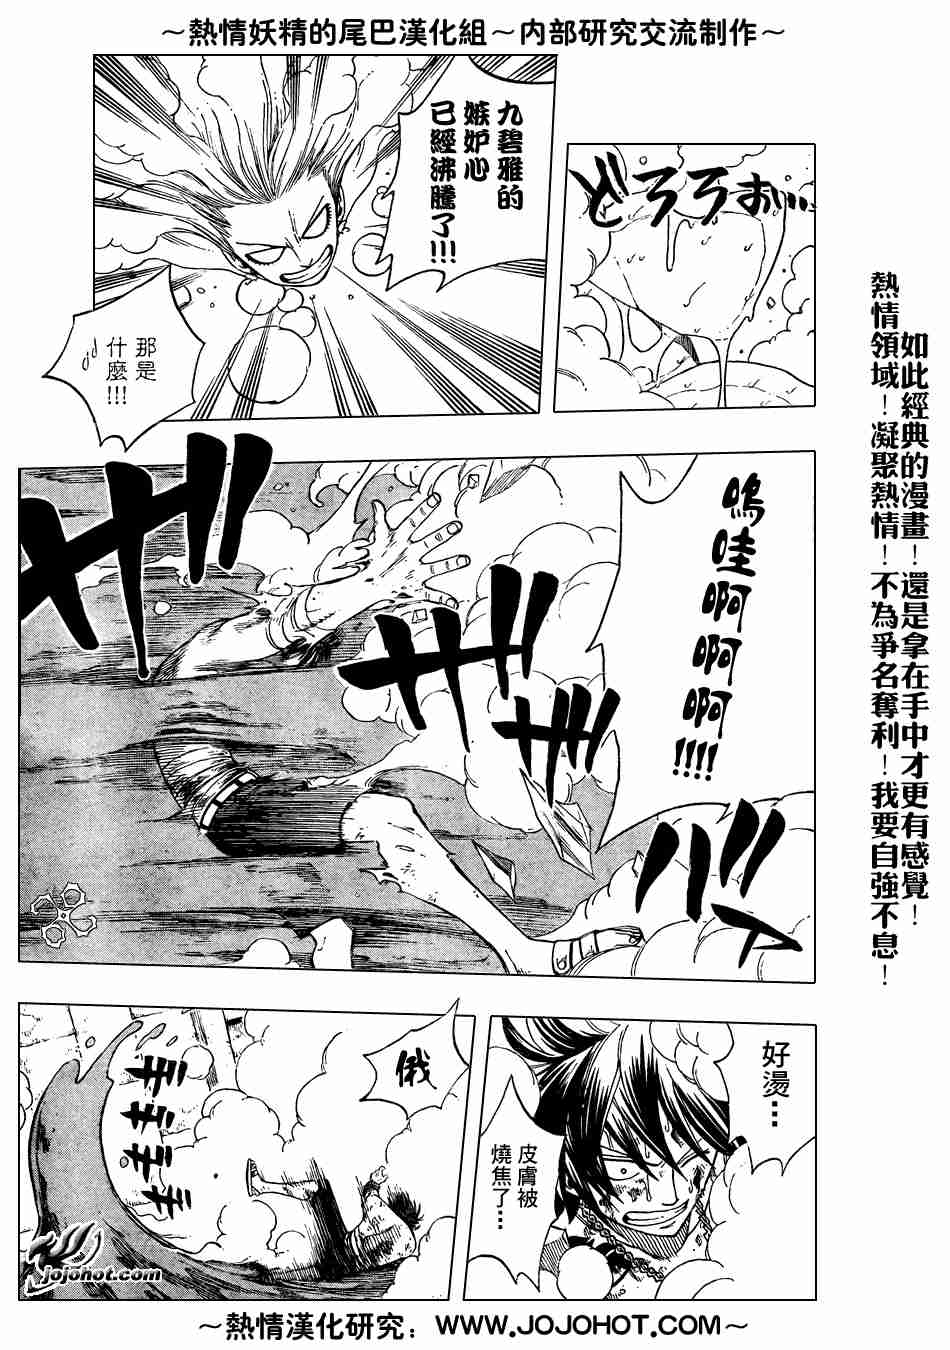 ～熱情妖精的尾巴漢化組～内部研究交流制作～
どろろおぉ…
九碧雅的
嫉妒心
已經沸騰了!!!
那是
什麼!!!
嗚哇啊啊啊!!!!!
好燙…
皮膚被
燒焦了…
俄
如此經典的漫畫！還是拿在手中才更有感覺！
熱情領域！凝聚熱情！不為爭名奪利！我要自強不息！
jojohot.com
～熱情漢化研究：WWW.JOJOHOT.COM～